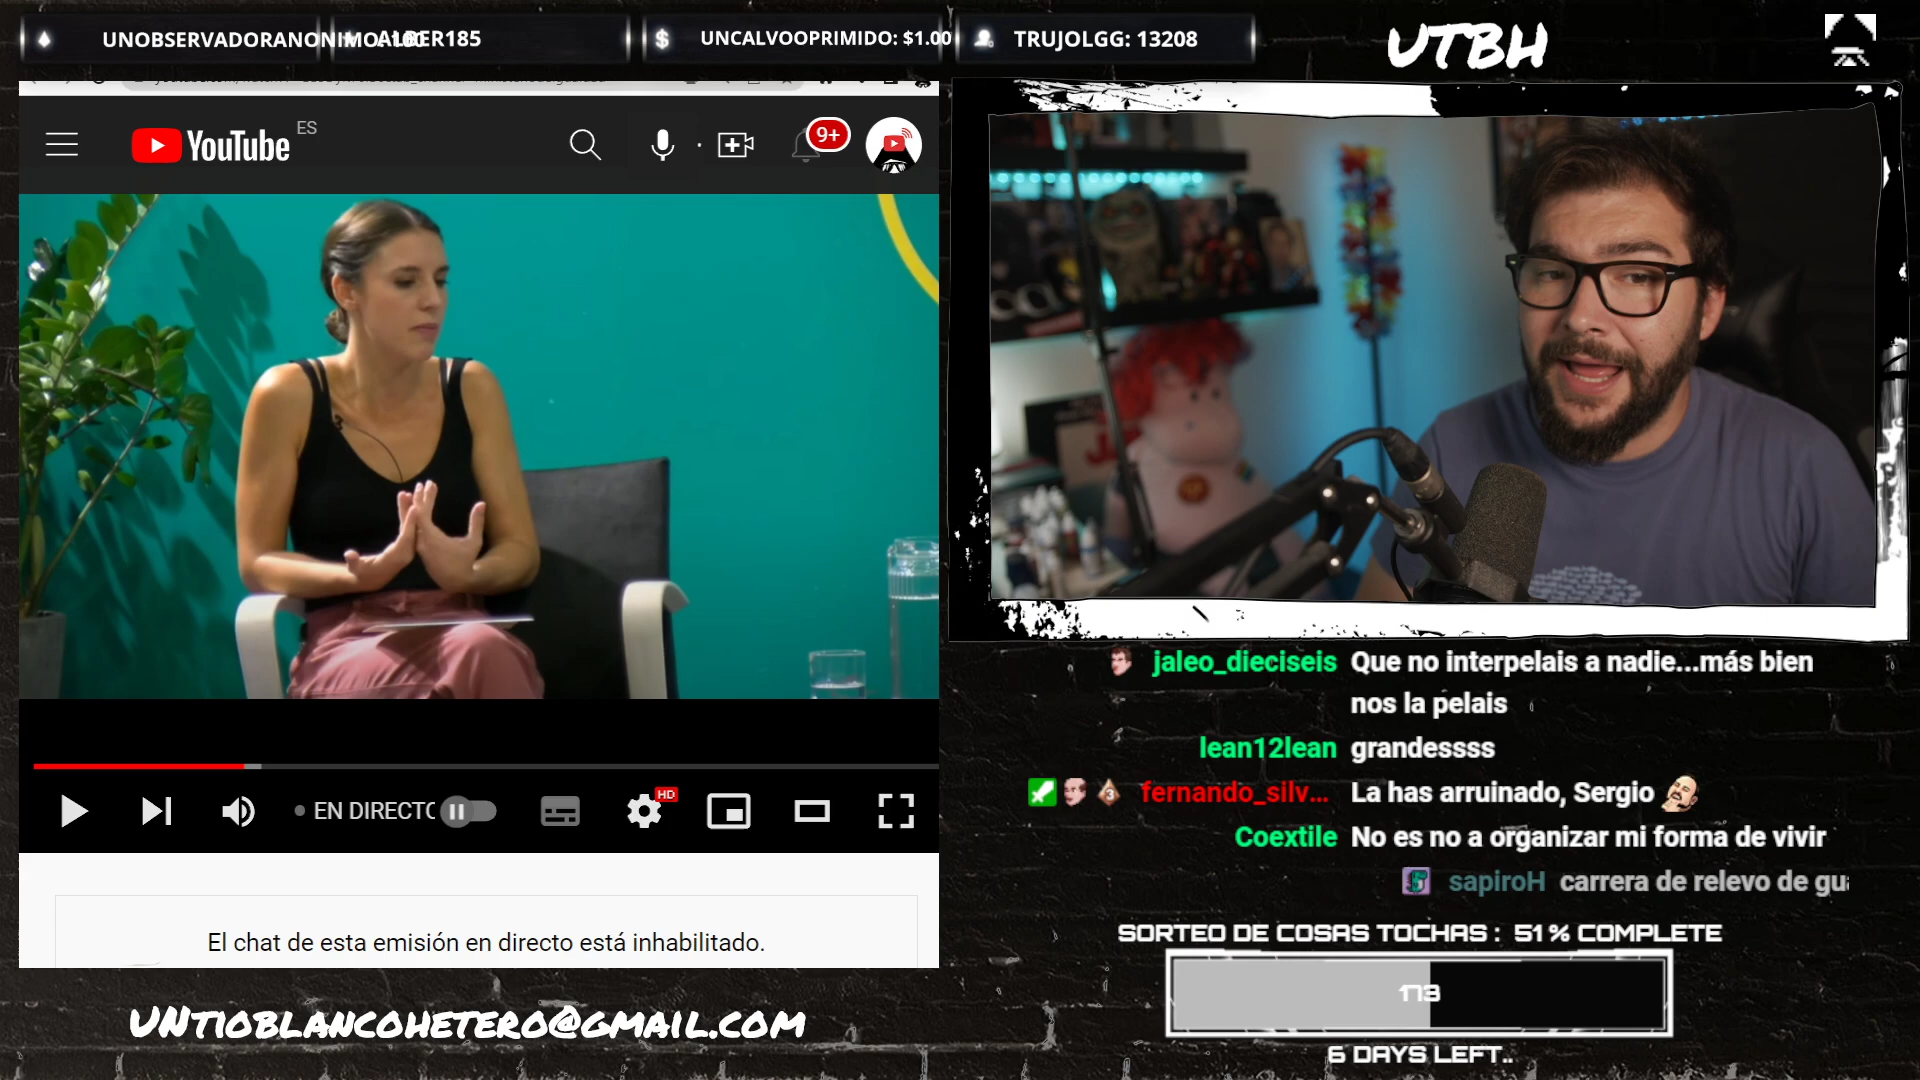 UNCALVOOPRIMIDO: $1.00
TRUJOLGG: 13208
UTBH
YouTube ES
9+
HD
EN DIRECTO
El chat de esta emisión en directo está inhabilitado.
UNTIOBLANCOHETERO@GMAIL.COM
jaleo_dieciseis Que no interpelais a nadie...más bien
nos la pelais
lean12lean grandessss
fernando_silv... La has arruinado, Sergio
Coextile No es no a organizar mi forma de vivir
sapiroH carrera de relevo de
SORTEO DE COSAS TOCHAS : 51% COMPLETE
173
6 DAYS LEFT..